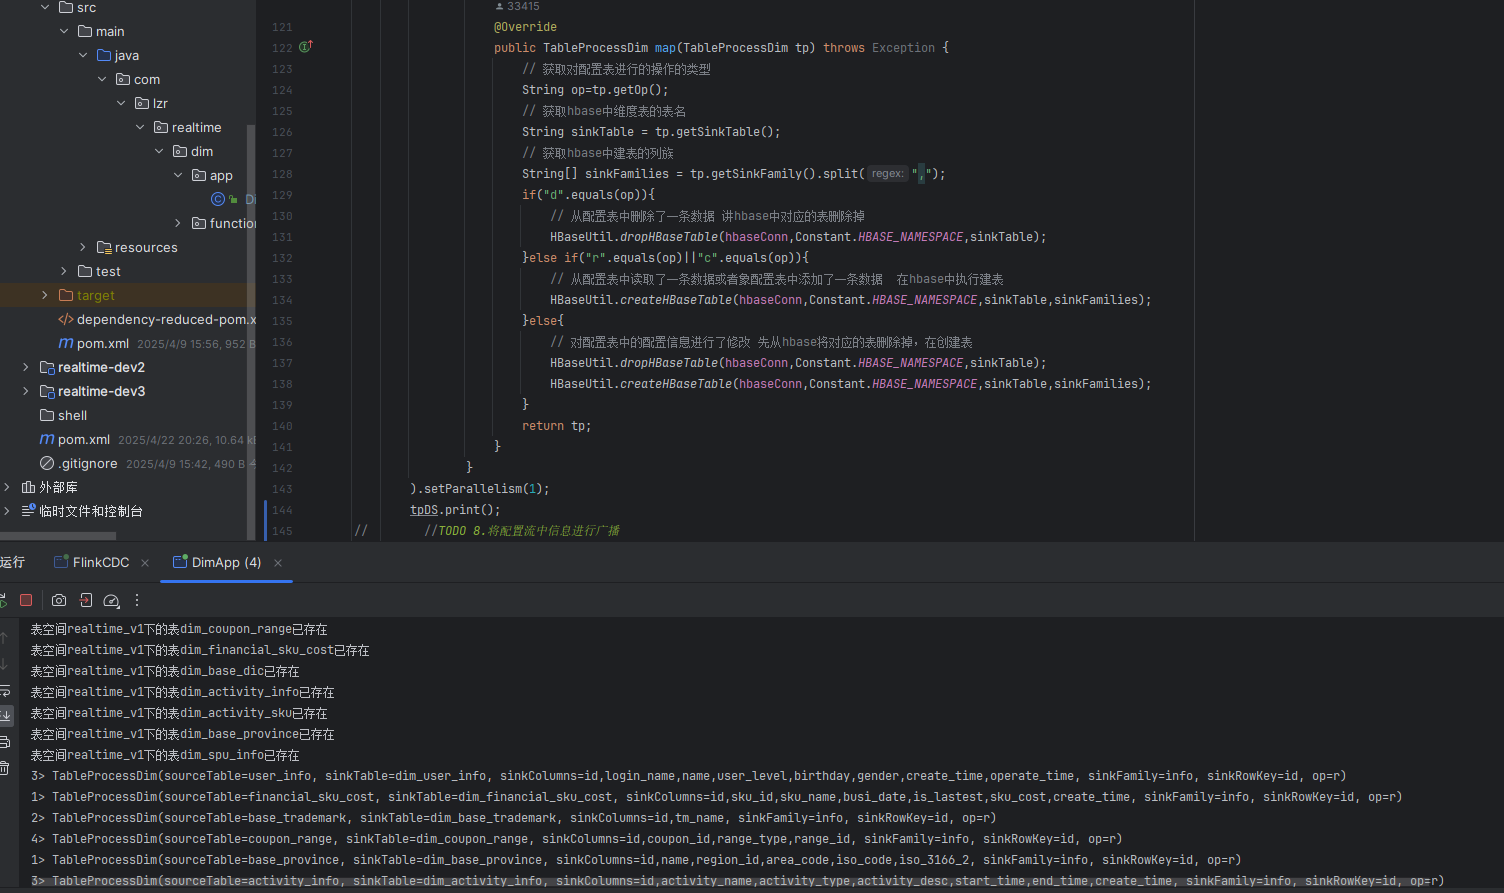 src
main
java
com
lzr
realtime
dim
app
Di
functio
resources
test
target
dependency-reduced-pom.x
pom.xml 2025/4/9 15:56, 952 B
realtime-dev2
realtime-dev3
shell
pom.xml 2025/4/22 20:26, 10.64 k
.gitignore 2025/4/9 15:42, 490 B 4
外部库
临时文件和控制台
33415
121 @Override
122 public TableProcessDim map(TableProcessDim tp) throws Exception {
123 // 获取对配置表进行的操作的类型
124 String op=tp.getOp();
125 // 获取hbase中维度表的表名
126 String sinkTable = tp.getSinkTable();
127 // 获取hbase中建表的列族
128 String[] sinkFamilies = tp.getSinkFamily().split( regex: ",");
129 if("d".equals(op)){
130 // 从配置表中删除了一条数据 讲hbase中对应的表删除掉
131 HBaseUtil.dropHBaseTable(hbaseConn,Constant.HBASE_NAMESPACE,sinkTable);
132 }else if("r".equals(op)||"c".equals(op)){
133 // 从配置表中读取了一条数据或者象配置表中添加了一条数据 在hbase中执行建表
134 HBaseUtil.createHBaseTable(hbaseConn,Constant.HBASE_NAMESPACE,sinkTable,sinkFamilies);
135 }else{
136 // 对配置表中的配置信息进行了修改 先从hbase将对应的表删除掉，在创建表
137 HBaseUtil.dropHBaseTable(hbaseConn,Constant.HBASE_NAMESPACE,sinkTable);
138 HBaseUtil.createHBaseTable(hbaseConn,Constant.HBASE_NAMESPACE,sinkTable,sinkFamilies);
139 }
140 return tp;
141 }
142 }
143 ).setParallelism(1);
144 tpDS.print();
145 // //TODO 8.将配置流中信息进行广播
运行 FlinkCDC DimApp (4)
表空间realtime_v1下的表dim_coupon_range已存在
表空间realtime_v1下的表dim_financial_sku_cost已存在
表空间realtime_v1下的表dim_base_dic已存在
表空间realtime_v1下的表dim_activity_info已存在
表空间realtime_v1下的表dim_activity_sku已存在
表空间realtime_v1下的表dim_base_province已存在
表空间realtime_v1下的表dim_spu_info已存在
3> TableProcessDim(sourceTable=user_info, sinkTable=dim_user_info, sinkColumns=id,login_name,name,user_level,birthday,gender,create_time,operate_time, sinkFamily=info, sinkRowKey=id, op=r)
1> TableProcessDim(sourceTable=financial_sku_cost, sinkTable=dim_financial_sku_cost, sinkColumns=id,sku_id,sku_name,busi_date,is_lastest,sku_cost,create_time, sinkFamily=info, sinkRowKey=id, op=r)
2> TableProcessDim(sourceTable=base_trademark, sinkTable=dim_base_trademark, sinkColumns=id,tm_name, sinkFamily=info, sinkRowKey=id, op=r)
4> TableProcessDim(sourceTable=coupon_range, sinkTable=dim_coupon_range, sinkColumns=id,coupon_id,range_type,range_id, sinkFamily=info, sinkRowKey=id, op=r)
1> TableProcessDim(sourceTable=base_province, sinkTable=dim_base_province, sinkColumns=id,name,region_id,area_code,iso_code,iso_3166_2, sinkFamily=info, sinkRowKey=id, op=r)
3> TableProcessDim(sourceTable=activity_info, sinkTable=dim_activity_info, sinkColumns=id,activity_name,activity_type,activity_desc,start_time,end_time,create_time, sinkFamily=info, sinkRowKey=id, op=r)